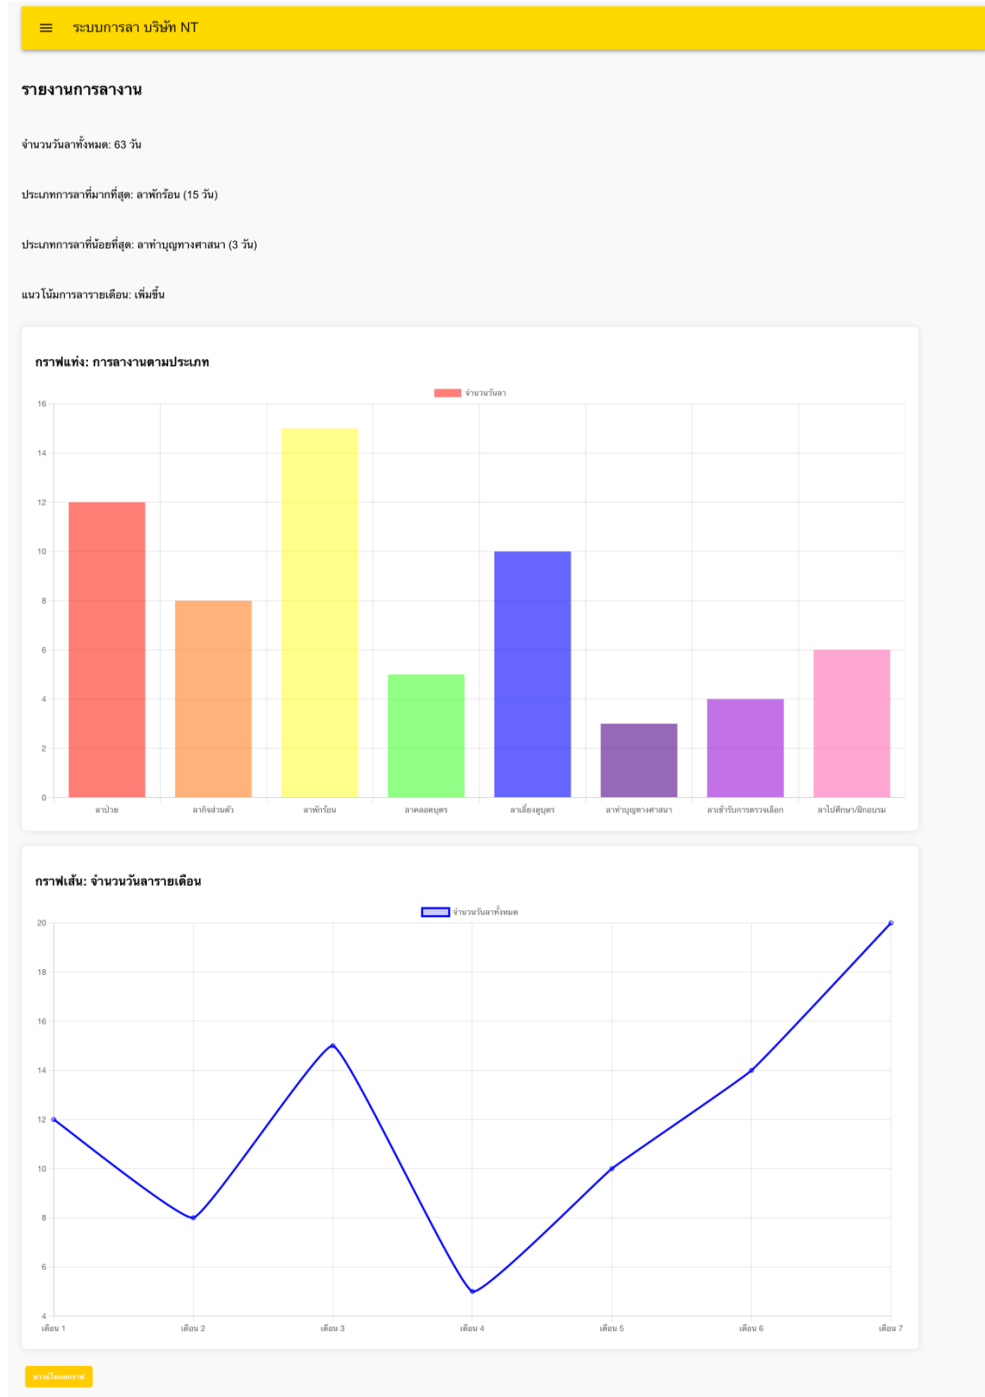 ระบบการลา บริษัท NT
รายงานการลางาน
จำนวนวันลาทั้งหมด: 63 วัน
ประเภทการลาที่มากที่สุด: ลาพักร้อน (15 วัน)
ประเภทการลาที่น้อยที่สุด: ลาทำบุญทางศาสนา (3 วัน)
แนวโน้มการลารายเดือน: เพิ่มขึ้น
กราฟแท่ง: การลางานตามประเภท
จำนวนวันลา
16
14
12
10
8
6
4
2
0
ลาป่วย ลากิจส่วนตัว ลาพักร้อน ลาคลอดบุตร ลาเลี้ยงดูบุตร ลาทำบุญทางศาสนา ลาเข้ารับการตรวจเลือก ลาไปศึกษา/ฝึกอบรม
กราฟเส้น: จำนวนวันลารายเดือน
จำนวนวันลาทั้งหมด
20
18
16
14
12
10
8
6
4
เดือน 1 เดือน 2 เดือน 3 เดือน 4 เดือน 5 เดือน 6 เดือน 7
ดาวน์โหลดกราฟ